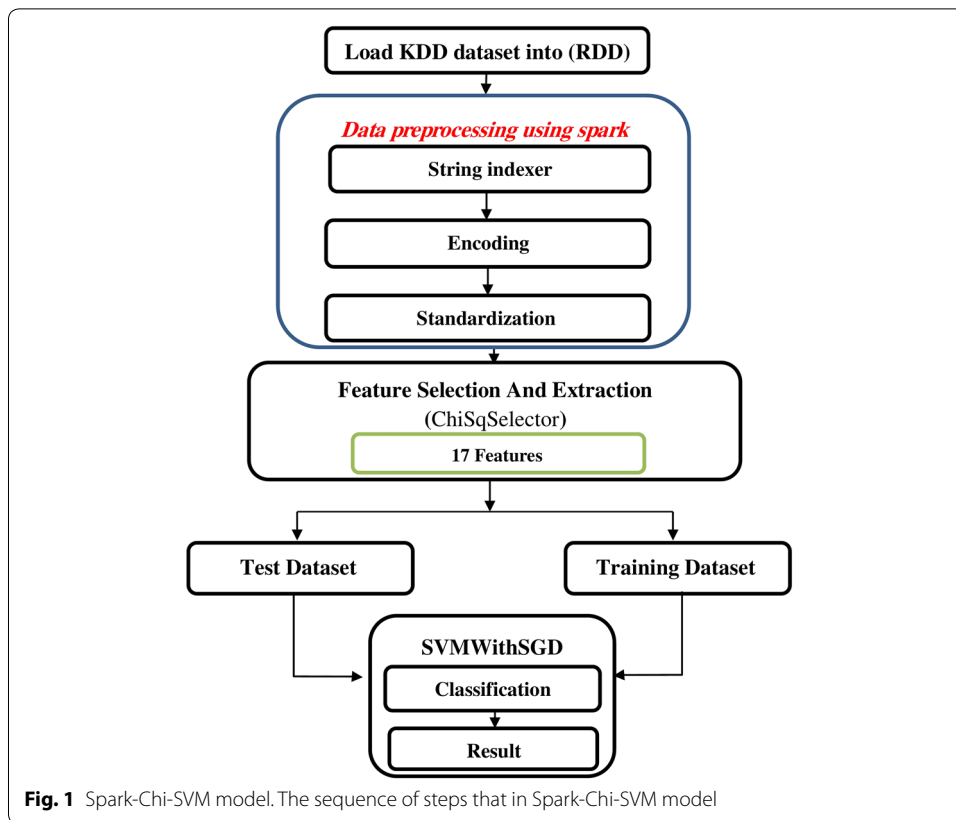 Load KDD dataset into (RDD)
Data preprocessing using spark
String indexer
Encoding
Standardization
Feature Selection And Extraction
(ChiSqSelector)
17 Features
Test Dataset
Training Dataset
SVMWithSGD
Classification
Result
Fig. 1 Spark-Chi-SVM model. The sequence of steps that in Spark-Chi-SVM model